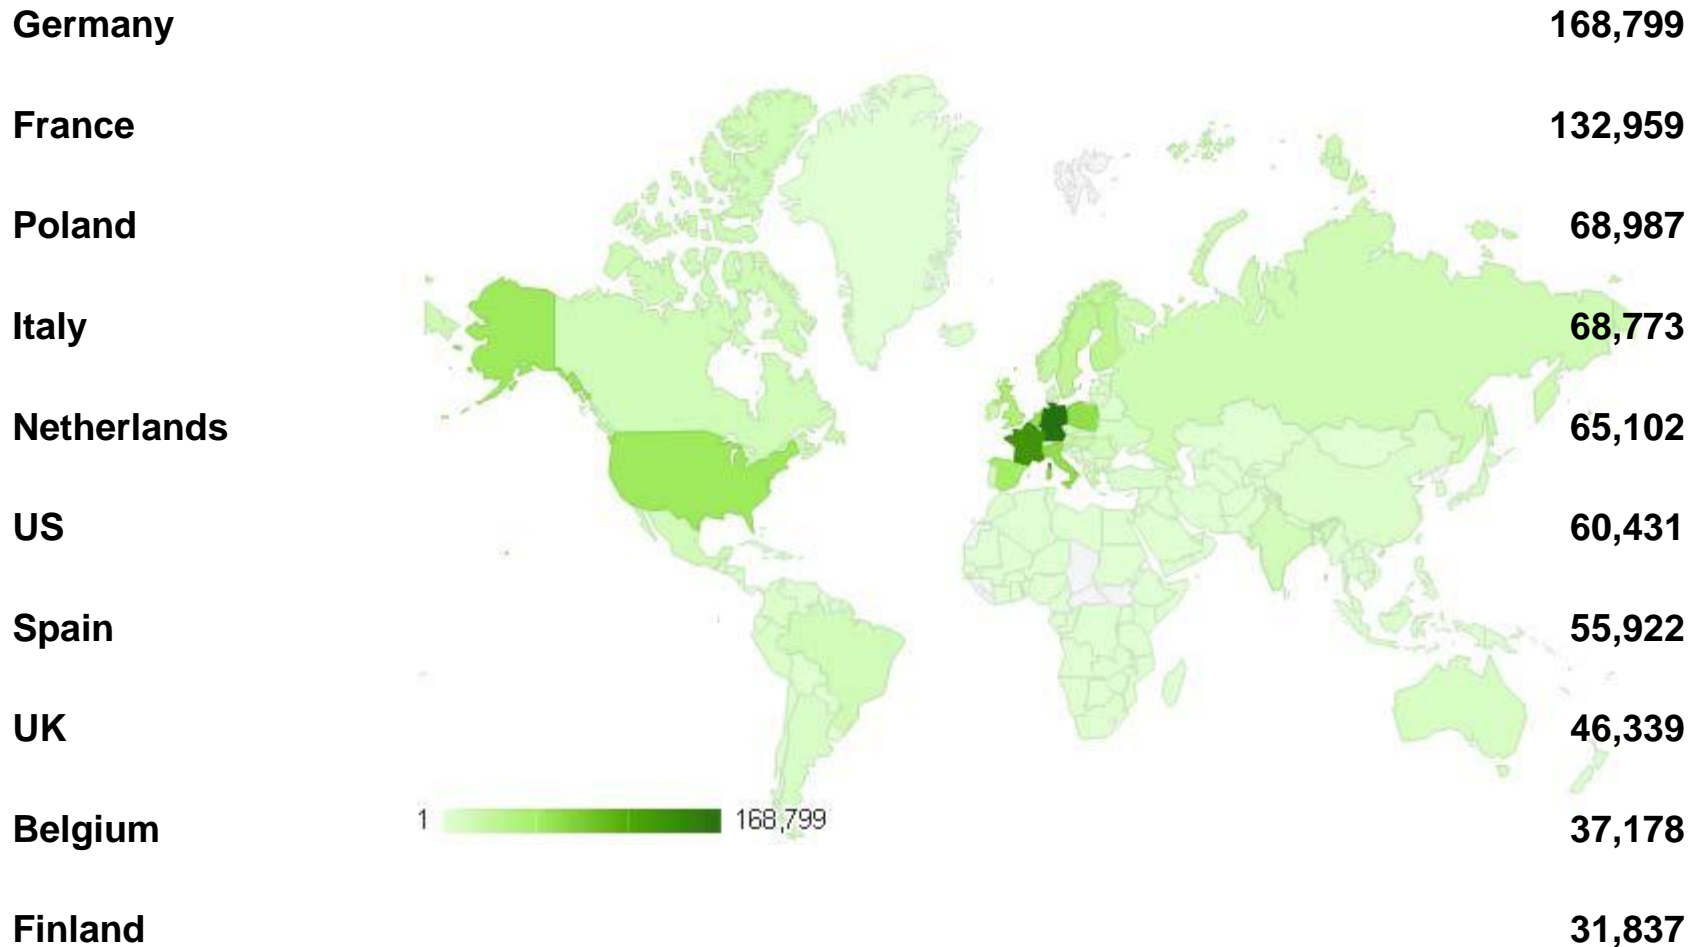 Germany 168,799
France 132,959
Poland 68,987
Italy 68,773
Netherlands 65,102
US 60,431
Spain 55,922
UK 46,339
1 168,799
Belgium 37,178
Finland 31,837